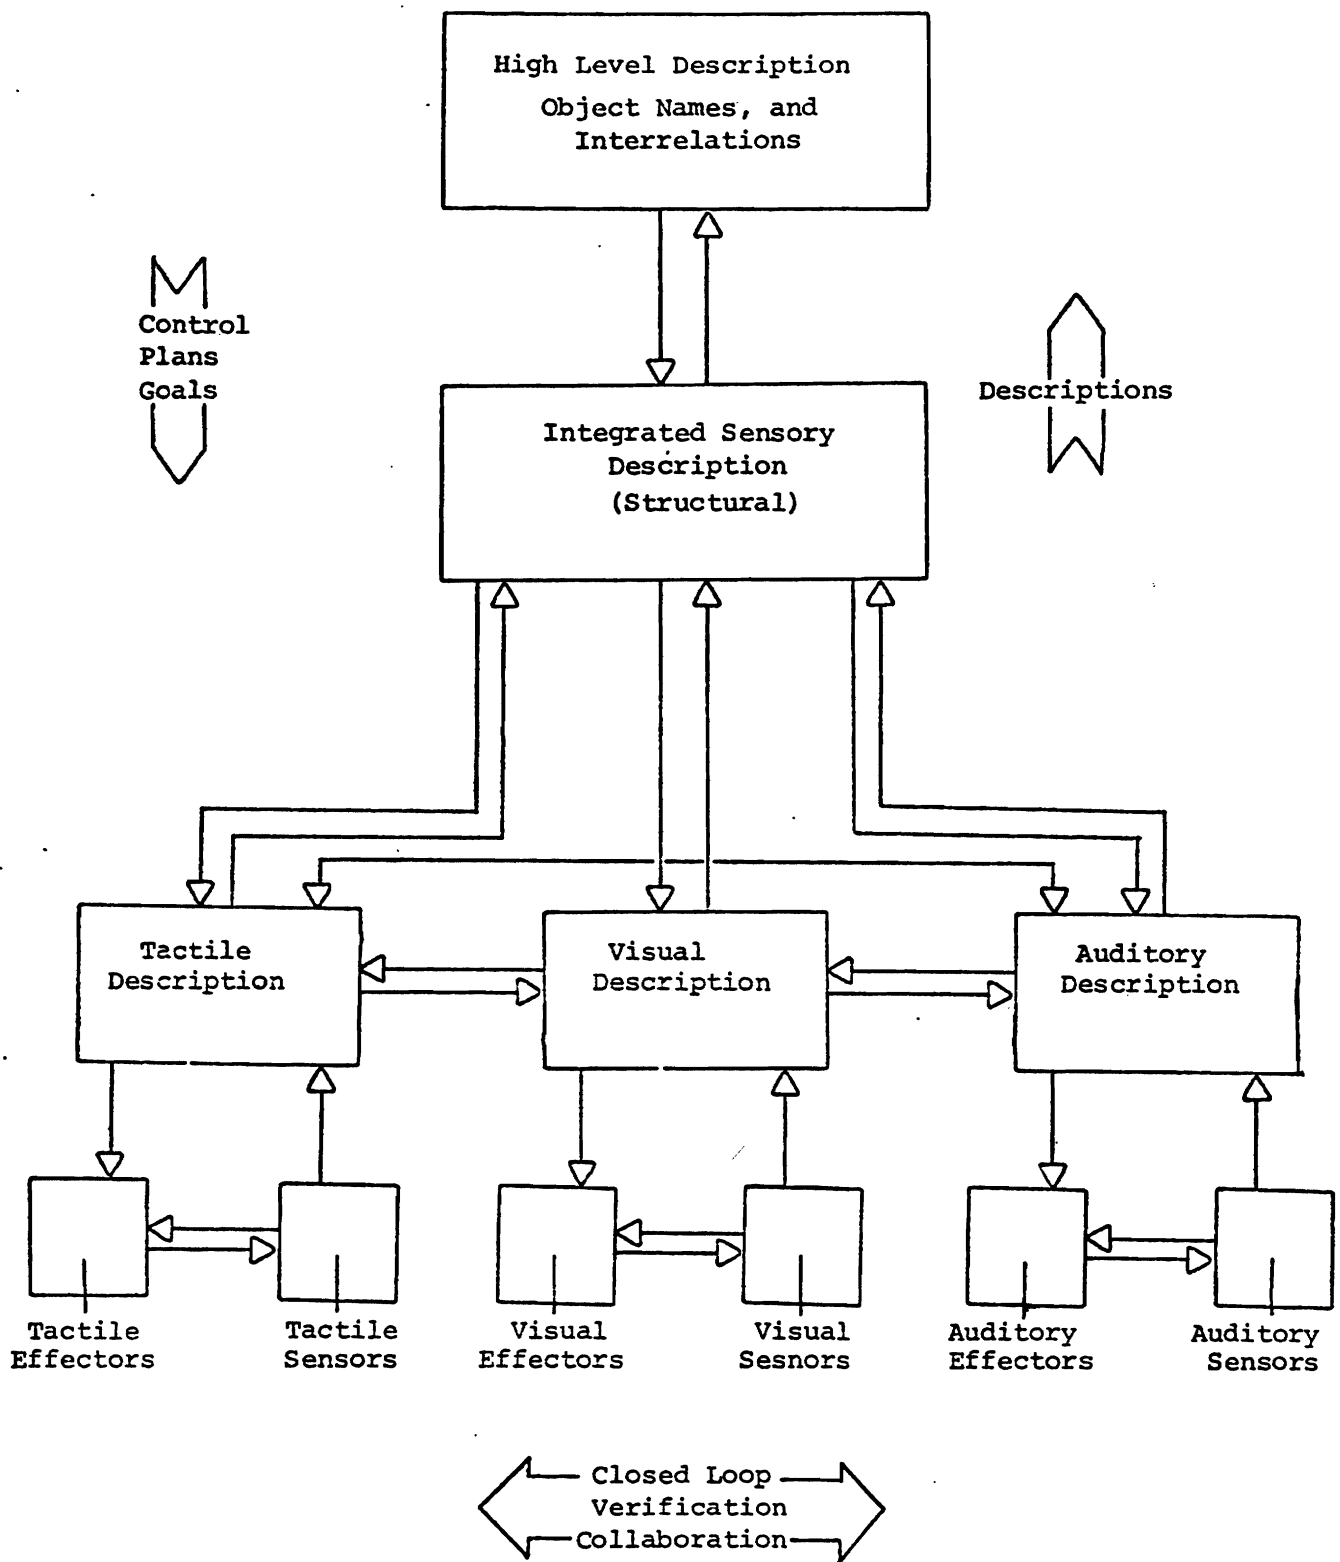 High Level Description
Object Names, and
Interrelations
Control
Plans
Goals
Descriptions
Integrated Sensory
Description
(Structural)
Tactile
Description
Visual
Description
Auditory
Description
Tactile
Effectors
Tactile
Sensors
Visual
Effectors
Visual
Sesnors
Auditory
Effectors
Auditory
Sensors
Closed Loop
Verification
Collaboration